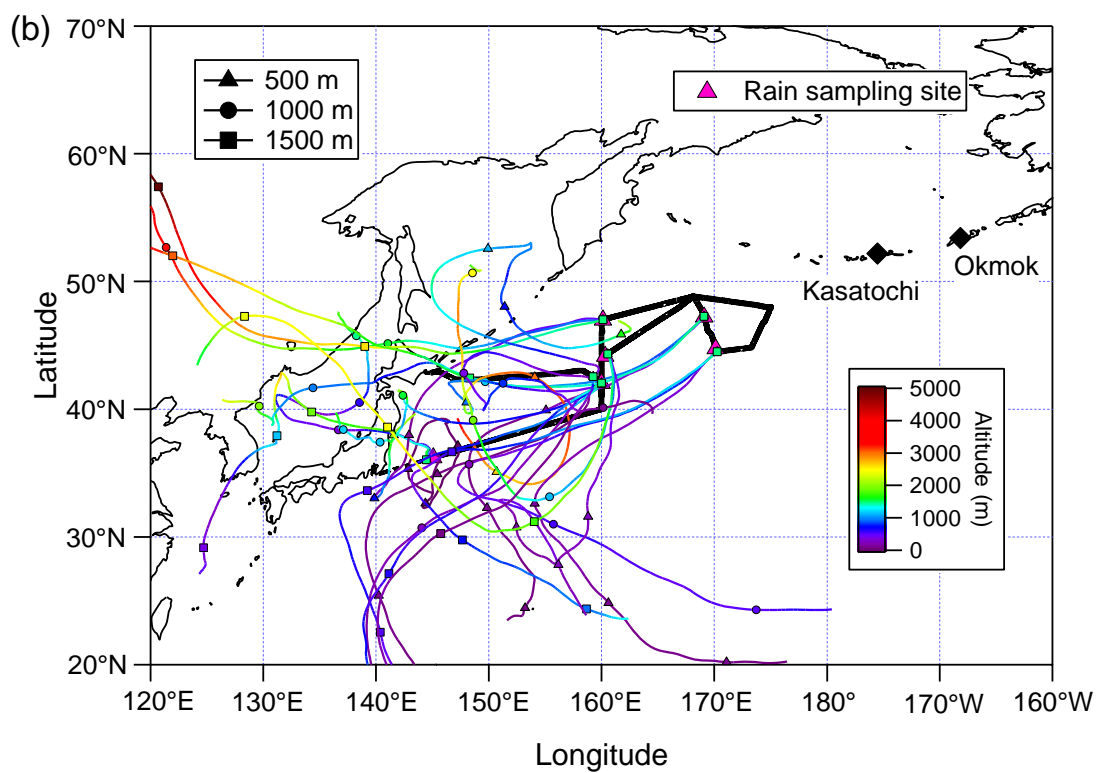 (b)
70°N
60°N
50°N
40°N
30°N
20°N
Latitude
500 m
1000 m
1500 m
Rain sampling site
Kasatochi
Okmok
5000
4000
3000
2000
1000
0
Altitude (m)
120°E
130°E
140°E
150°E
160°E
170°E
180°
170°W
160°W
Longitude